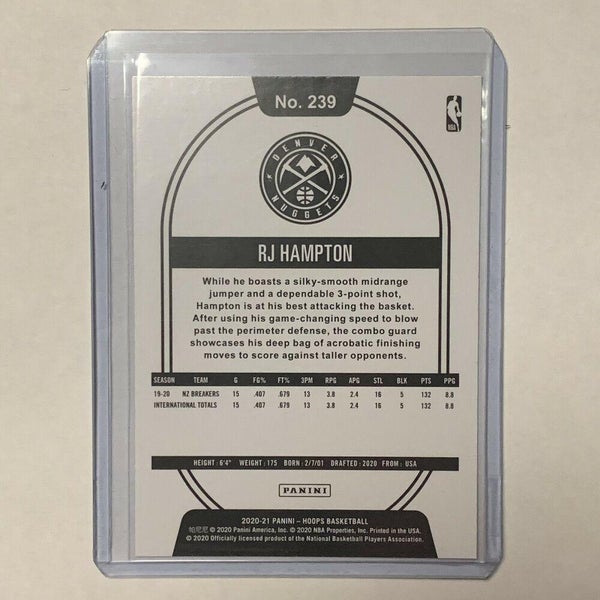 No. 239
NBA
DENVER
NUGGETS
RJ HAMPTON
While he boasts a silky-smooth midrange
jumper and a dependable 3-point shot,
Hampton is at his best attacking the basket.
After using his game-changing speed to blow
past the perimeter defense, the combo guard
showcases his deep bag of acrobatic finishing
moves to score against taller opponents.
SEASON TEAM G FG% FT% 3PM RPG APG STL BLK PTS PPG
19-20 NZ BREAKERS 15 .407 .679 13 3.8 2.4 16 5 132 8.8
INTERNATIONAL TOTALS 15 .407 .679 13 3.8 2.4 16 5 132 8.8
HEIGHT: 6'4" WEIGHT: 175 BORN: 2/7/01 DRAFTED: 2020 FROM: USA
PANINI
2020-21 PANINI – HOOPS BASKETBALL
帕尼尼 © 2020 Panini America, Inc. © 2020 NBA Properties, Inc. Printed in the USA.
© 2020 Officially licensed product of the National Basketball Players Association.